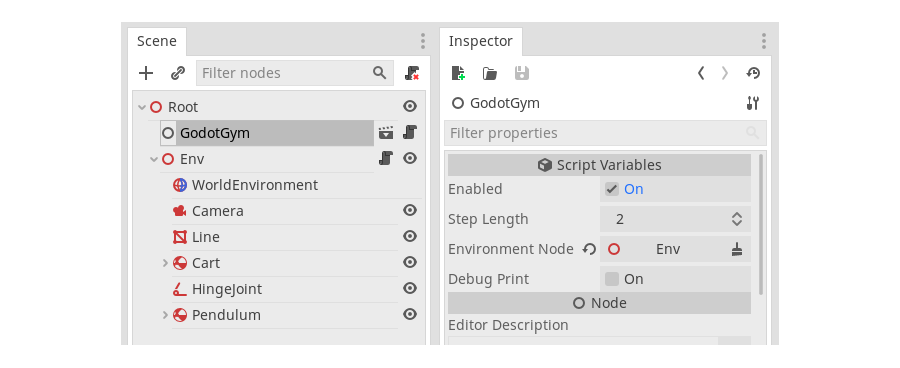 Scene
Filter nodes
Root
GodotGym
Env
WorldEnvironment
Camera
Line
Cart
HingeJoint
Pendulum
Inspector
GodotGym
Filter properties
Script Variables
Enabled On
Step Length 2
Environment Node Env
Debug Print On
Node
Editor Description